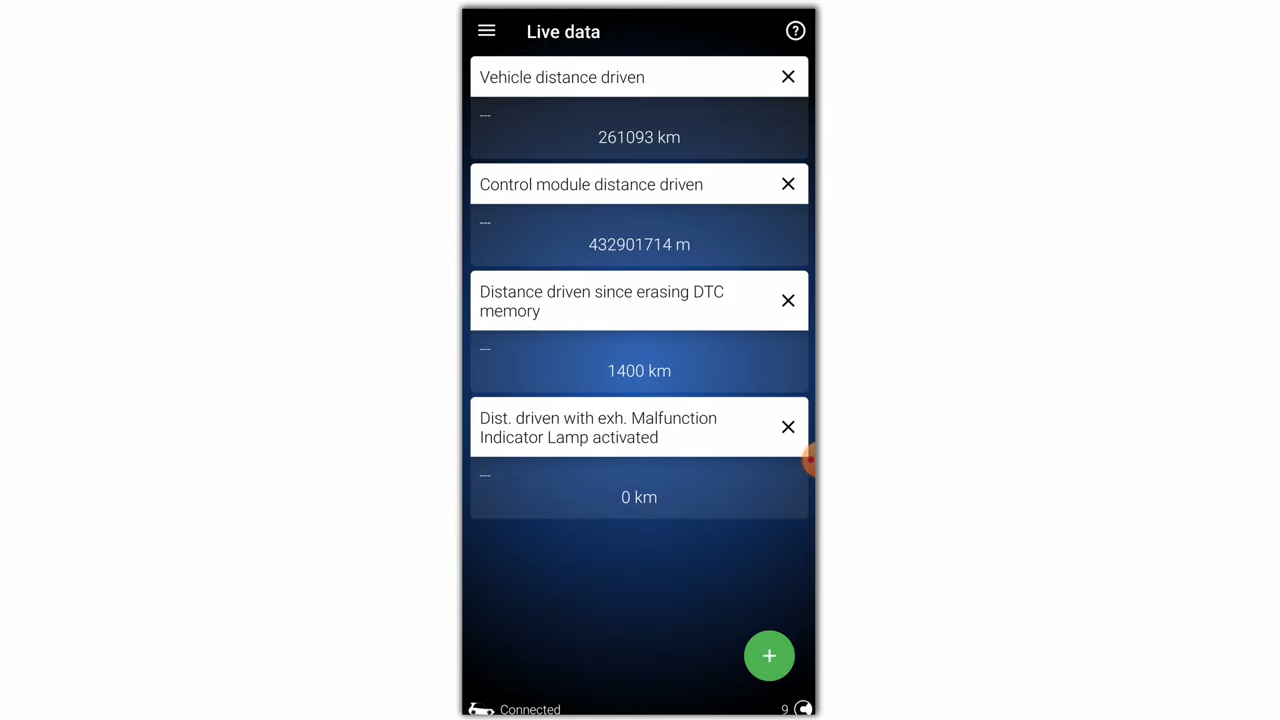 Live data
Vehicle distance driven
---
261093 km
Control module distance driven
---
432901714 m
Distance driven since erasing DTC
memory
---
1400 km
Dist. driven with exh. Malfunction
Indicator Lamp activated
---
0 km
Connected
9